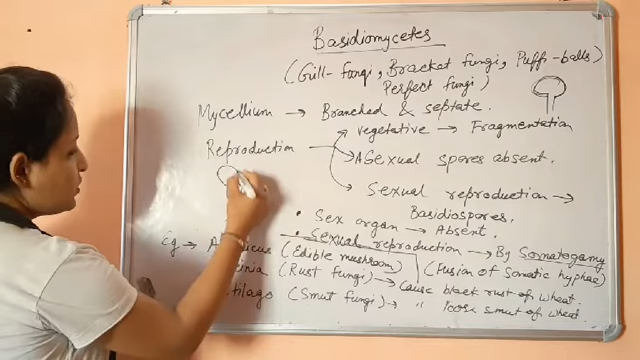 Basidiomycetes
(Gill-fungi, Bracket fungi, Puff-balls)
Perfect fungi)
Mycellium → Branched & septate.
Reproduction → vegetative → Fragmentation
ASexual spores absent.
Sexual reproduction →
Basidiospores.
• Sex organ → Absent.
• Sexual reproduction → By Somatogamy
(Fusion of Somatic hyphae)
Eg → (Edible mushroom)
(Rust fungi) → Cause black rust of wheat.
(Smut fungi) → " loose smut of wheat.